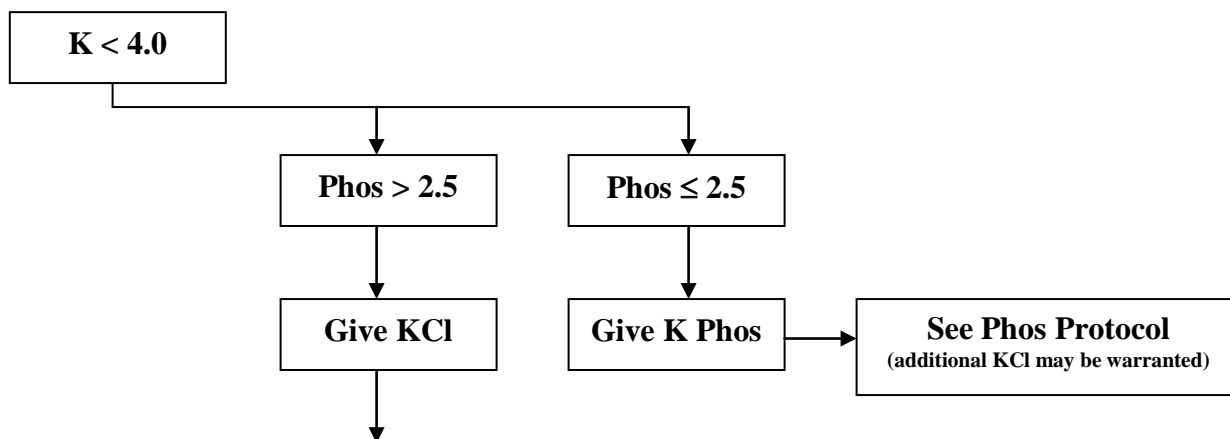 K < 4.0
Phos > 2.5
Phos ≤ 2.5
Give KCl
Give K Phos
See Phos Protocol
(additional KCl may be warranted)